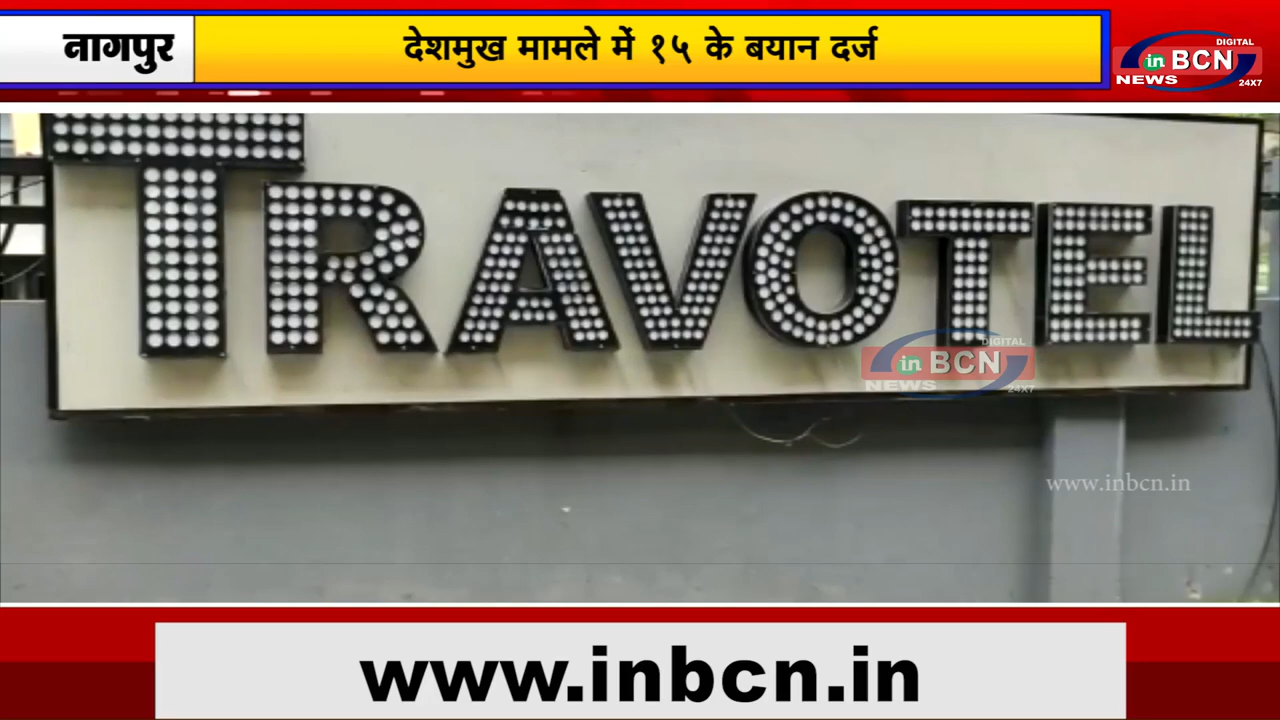 नागपुर
देशमुख मामले में १५ के बयान दर्ज
DIGITAL
in BCN
NEWS 24X7
TRAVOTEL
DIGITAL
in BCN
NEWS 24X7
www.inbcn.in
www.inbcn.in